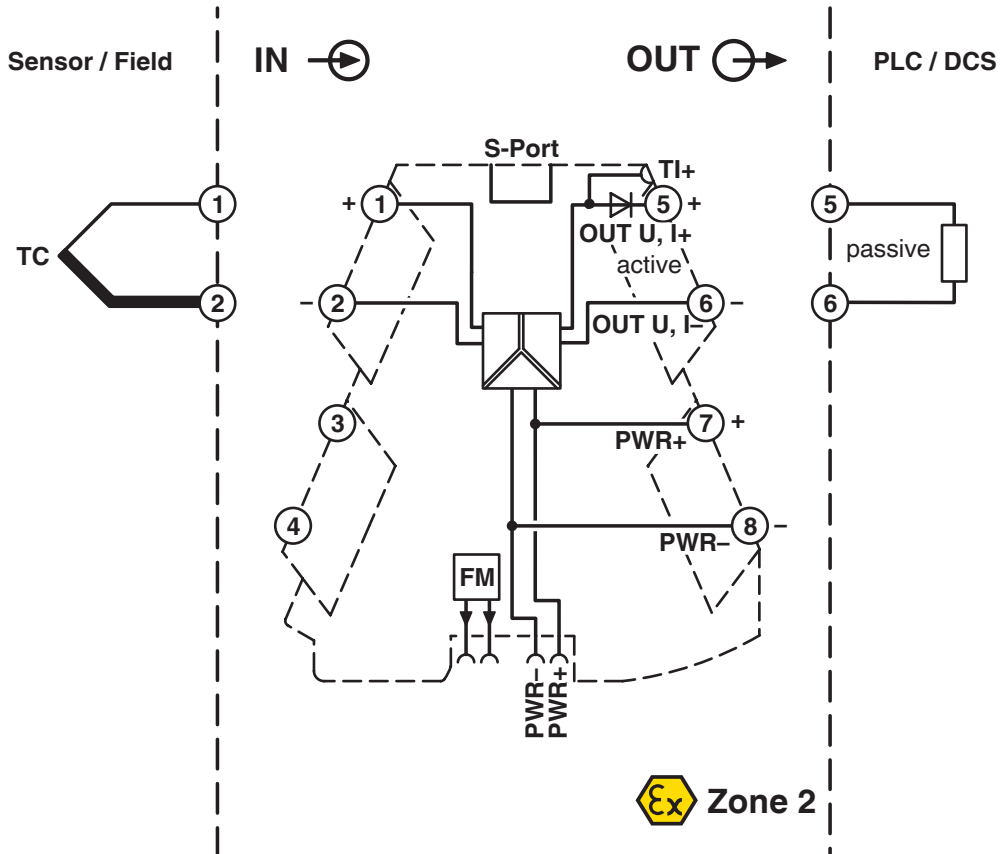 Sensor / Field
IN
OUT
PLC / DCS
S-Port
TI+
1
+ 1
5 +
5
OUT U, I+
TC
active
passive
2
– 2
6 –
6
OUT U, I–
3
7 +
PWR+
4
8 –
PWR–
FM
PWR–
PWR+
Ex Zone 2